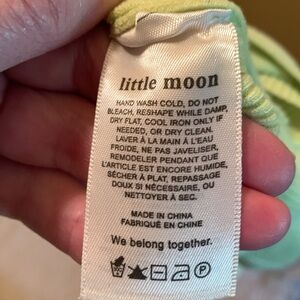 little moon
HAND WASH COLD, DO NOT
BLEACH, RESHAPE WHILE DAMP,
DRY FLAT, COOL IRON ONLY IF
NEEDED, OR DRY CLEAN.
LAVER À LA MAIN À L'EAU
FROIDE, NE PAS JAVELISER,
REMODELER PENDANT QUE
L'ARTICLE EST ENCORE HUMIDE,
SÉCHER À PLAT, REPASSAGE
DOUX SI NÉCESSAIRE, OU
NETTOYER À SEC.
MADE IN CHINA
FABRIQUÉ EN CHINE
We belong together.
P